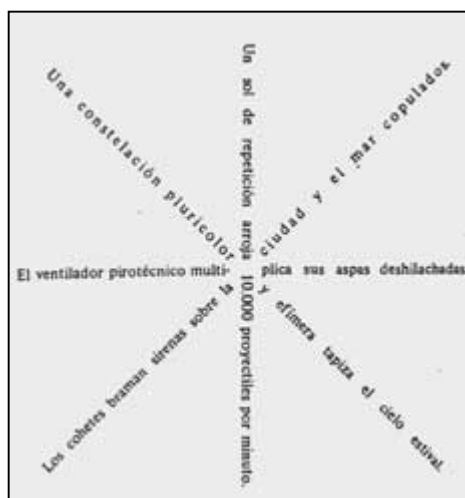 Un sol de repetición arroja 10.000 proyectiles por minuto.
Una constelación pluricolor y efímera tapiza el cielo estival.
El ventilador pirotécnico multi- plica sus aspas deshilachadas
Los cohetes braman sirenas sobre la ciudad y el mar copulados.